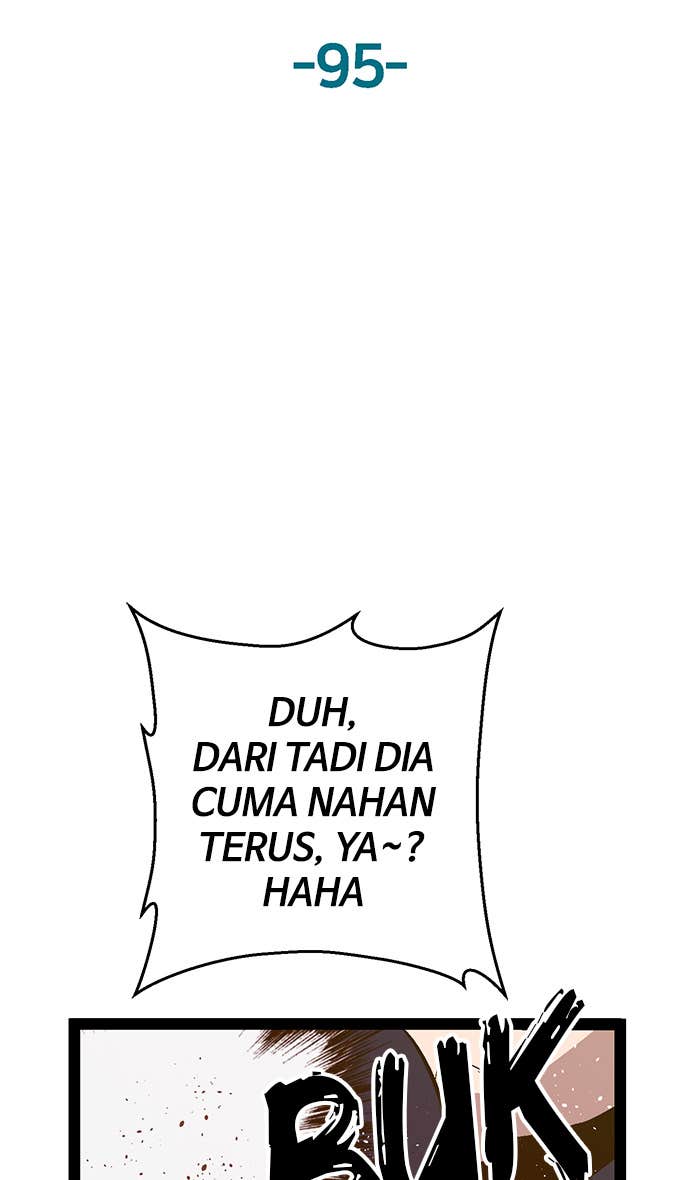 -95-
DUH,
DARI TADI DIA
CUMA NAHAN
TERUS, YA~?
HAHA
BUK